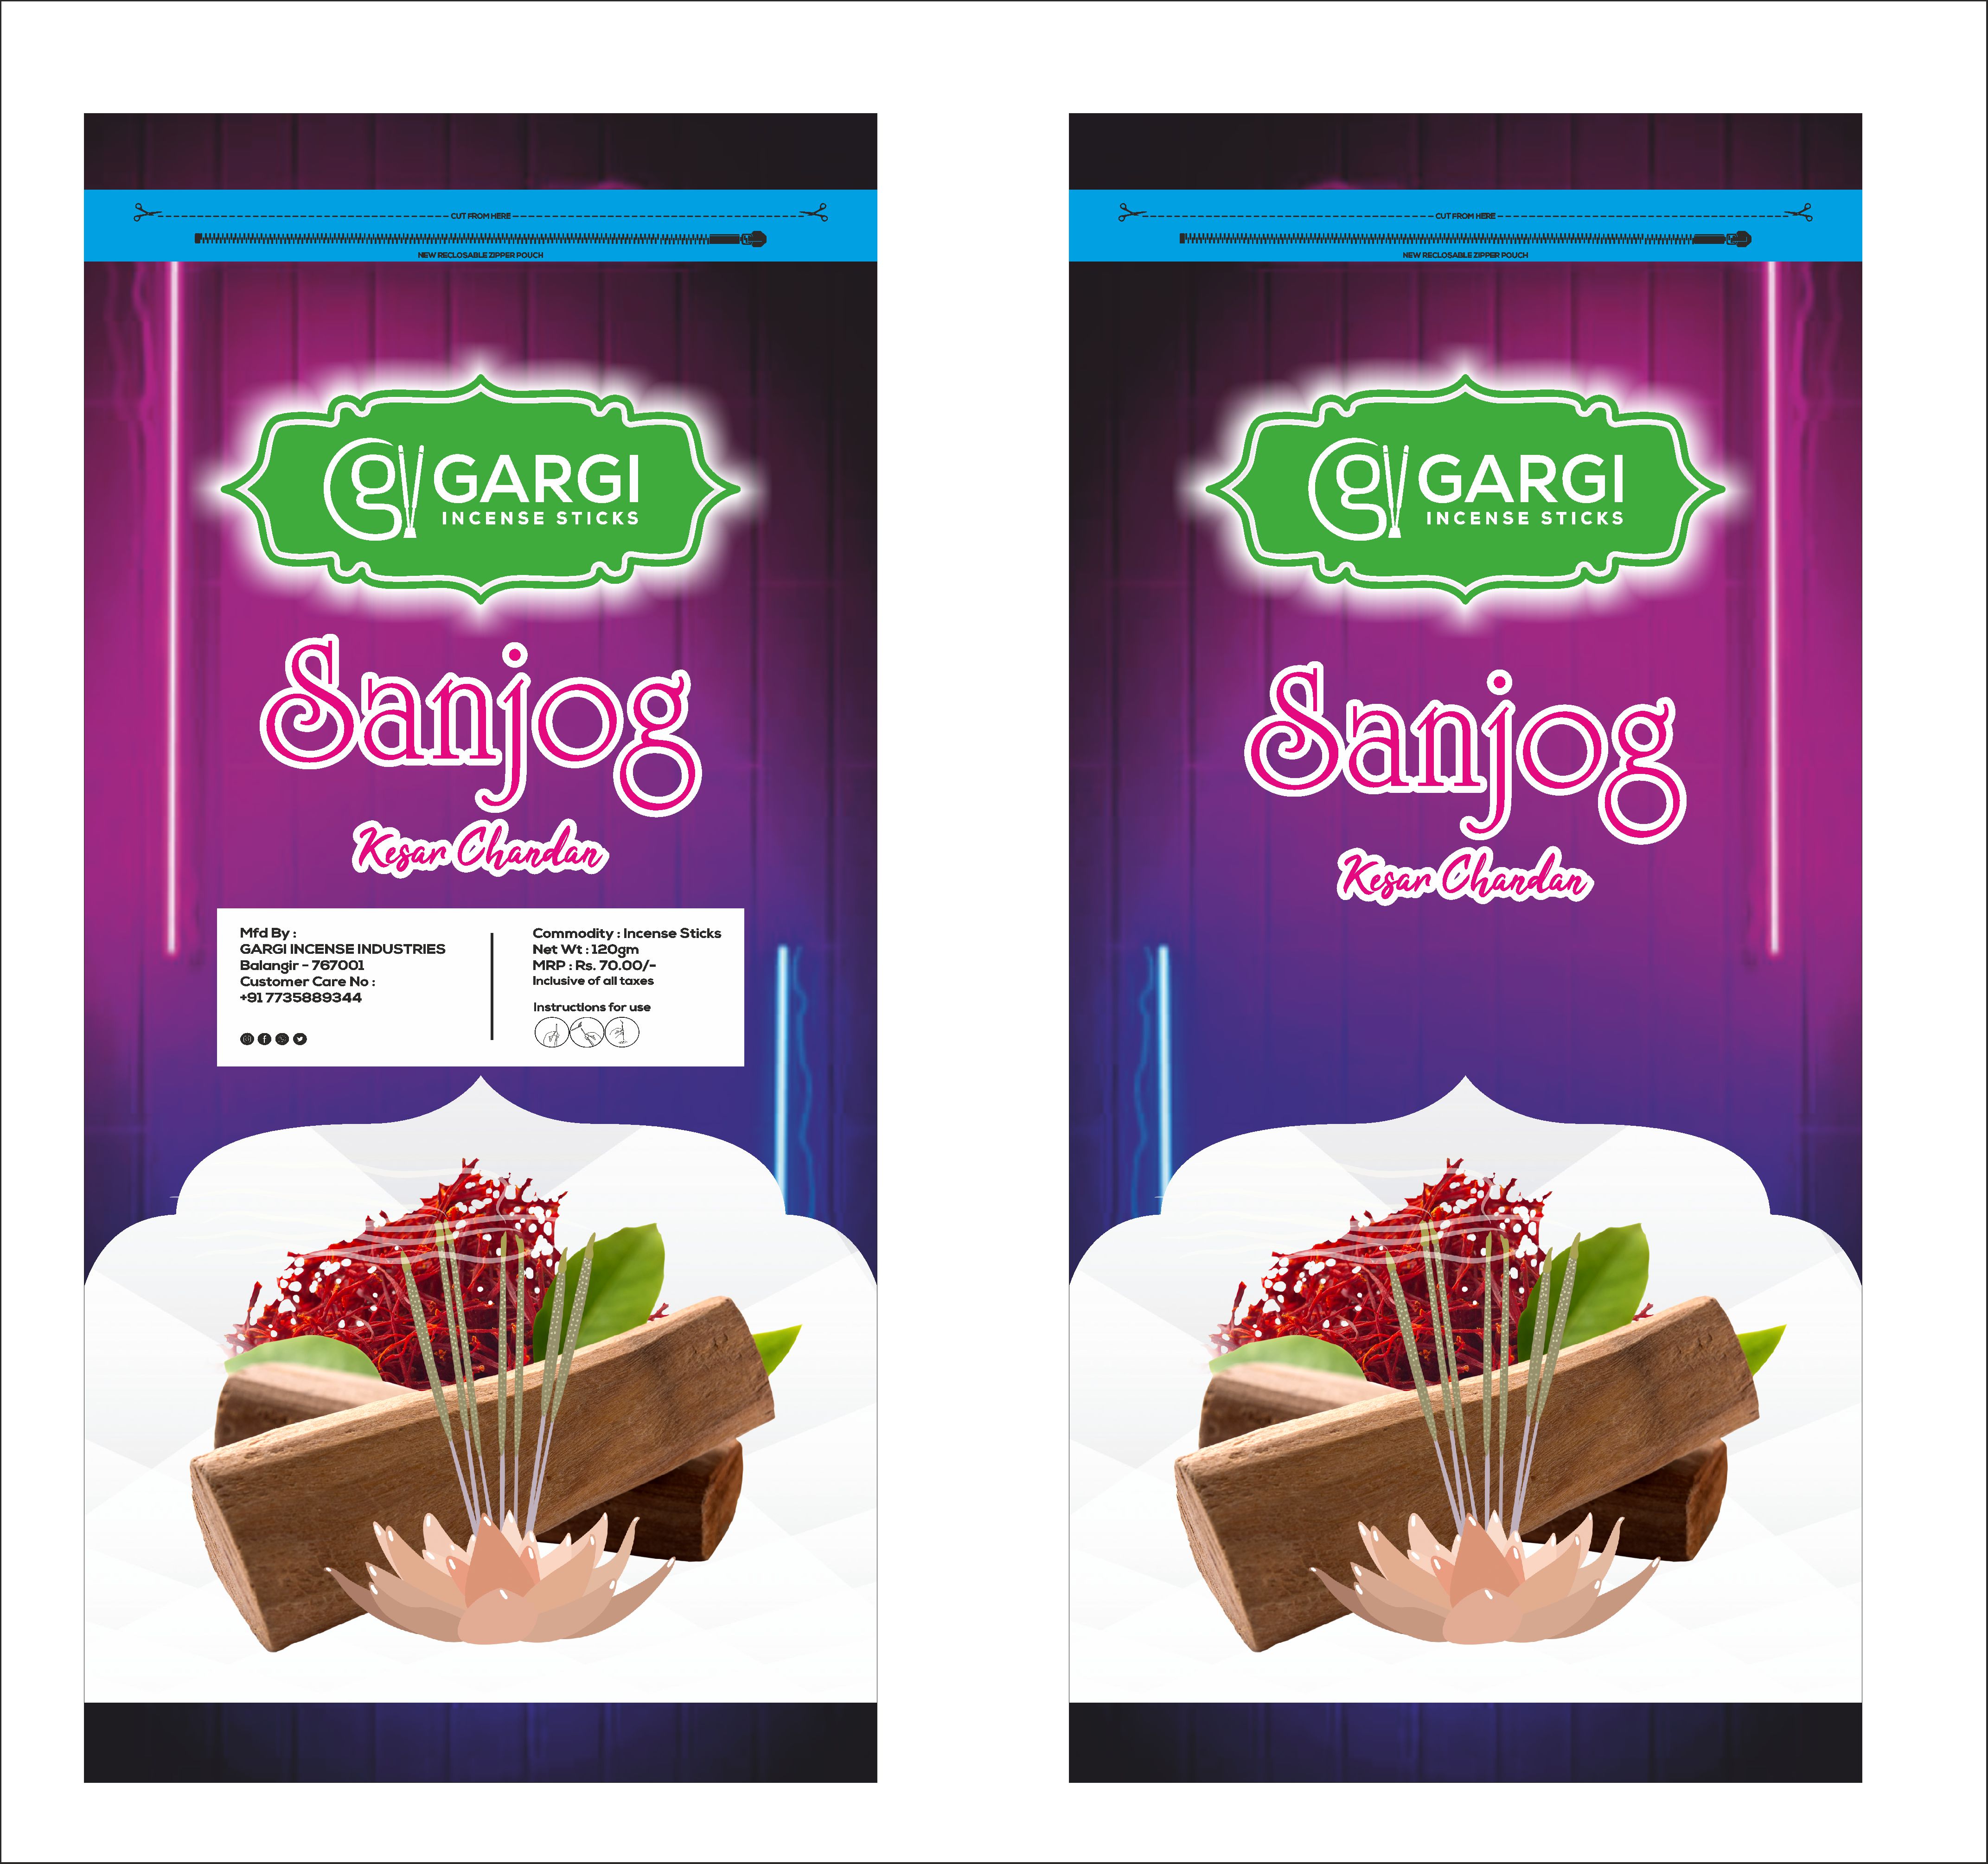 CUT FROM HERE
NEW RECLOSABLE ZIPPER POUCH
g GARGI
INCENSE STICKS
Sanjog
Kesar Chandan
Mfd By :
GARGI INCENSE INDUSTRIES
Balangir - 767001
Customer Care No :
+91 7735889344
Commodity : Incense Sticks
Net Wt : 120gm
MRP : Rs. 70.00/-
Inclusive of all taxes
Instructions for use
CUT FROM HERE
NEW RECLOSABLE ZIPPER POUCH
g GARGI
INCENSE STICKS
Sanjog
Kesar Chandan